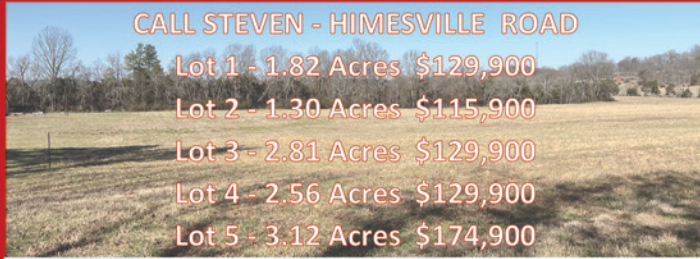 CALL STEVEN - HIMESVILLE ROAD
Lot 1 - 1.82 Acres $129,900
Lot 2 - 1.30 Acres $115,900
Lot 3 - 2.81 Acres $129,900
Lot 4 - 2.56 Acres $129,900
Lot 5 - 3.12 Acres $174,900